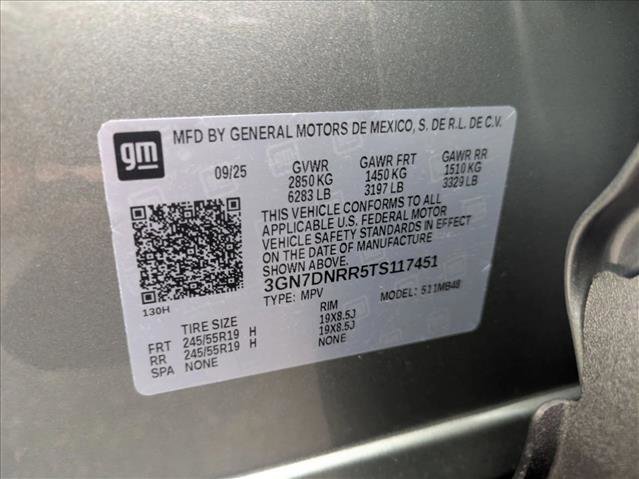 gm
MFD BY GENERAL MOTORS DE MEXICO, S. DE R.L. DE C.V.
09/25 GVWR GAWR FRT GAWR RR
2850 KG 1450 KG 1510 KG
6283 LB 3197 LB 3329 LB
THIS VEHICLE CONFORMS TO ALL
APPLICABLE U.S. FEDERAL MOTOR
VEHICLE SAFETY STANDARDS IN EFFECT
ON THE DATE OF MANUFACTURE
SHOWN ABOVE.
3GN7DNRR5TS117451
TYPE: MPV MODEL: 511MB48
130H
TIRE SIZE RIM
FRT 245/55R19 H 19X8.5J
RR 245/55R19 H 19X8.5J
SPA NONE NONE